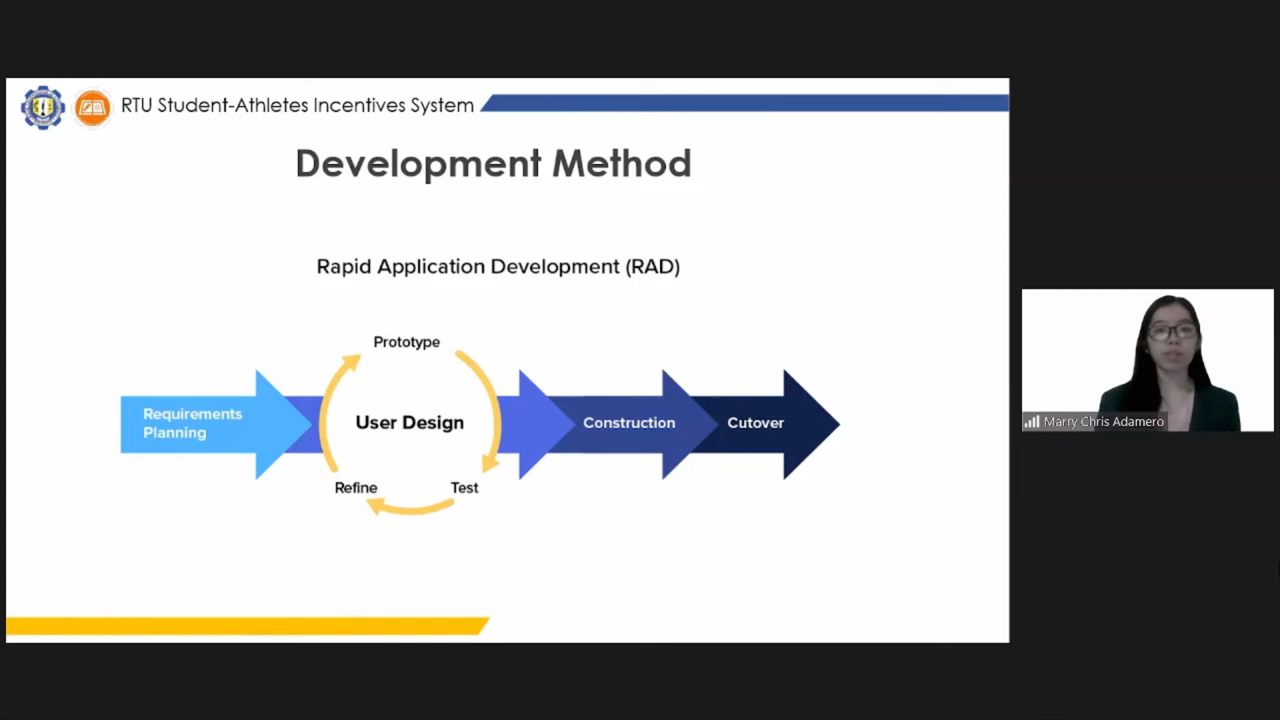 RTU Student-Athletes Incentives System
Development Method
Rapid Application Development (RAD)
Prototype
Requirements
Planning
User Design
Construction
Cutover
Refine
Test
Marry Chris Adamero